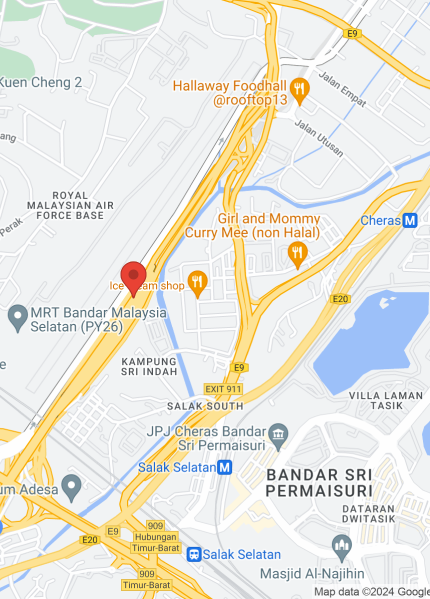 E9
Kuen Cheng 2
Hallaway Foodhall
@rooftop13
Jalan Empat
Jalan Utusan
ROYAL
MALAYSIAN AIR
FORCE BASE
Perak
Girl and Mommy
Curry Mee (non Halal)
Cheras M
Ice
shop
E20
MRT Bandar Malaysia
Selatan (PY26)
KAMPUNG
SRI INDAH
E9
EXIT 911
SALAK SOUTH
VILLA LAMAN
TASIK
JPJ Cheras Bandar
Sri Permaisuri
Salak Selatan M
BANDAR SRI
PERMAISURI
um Adesa
DATARAN
DWITASIK
E20
E9
909
Hubungan
Timur-Barat
Salak Selatan
909
Timur-Barat
Masjid Al-Najihin
Map data ©2024 Google